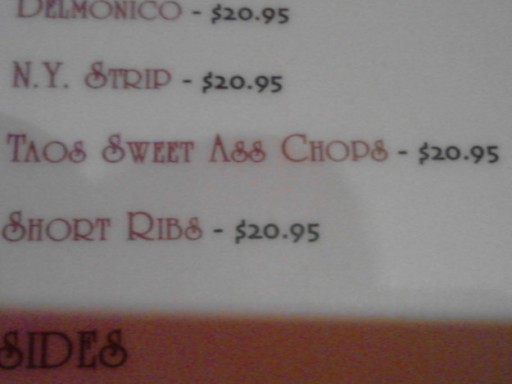 DELMONICO - $20.95
N.Y. STRIP - $20.95
TAOS SWEET ASS CHOPS - $20.95
SHORT RIBS - $20.95
SIDES